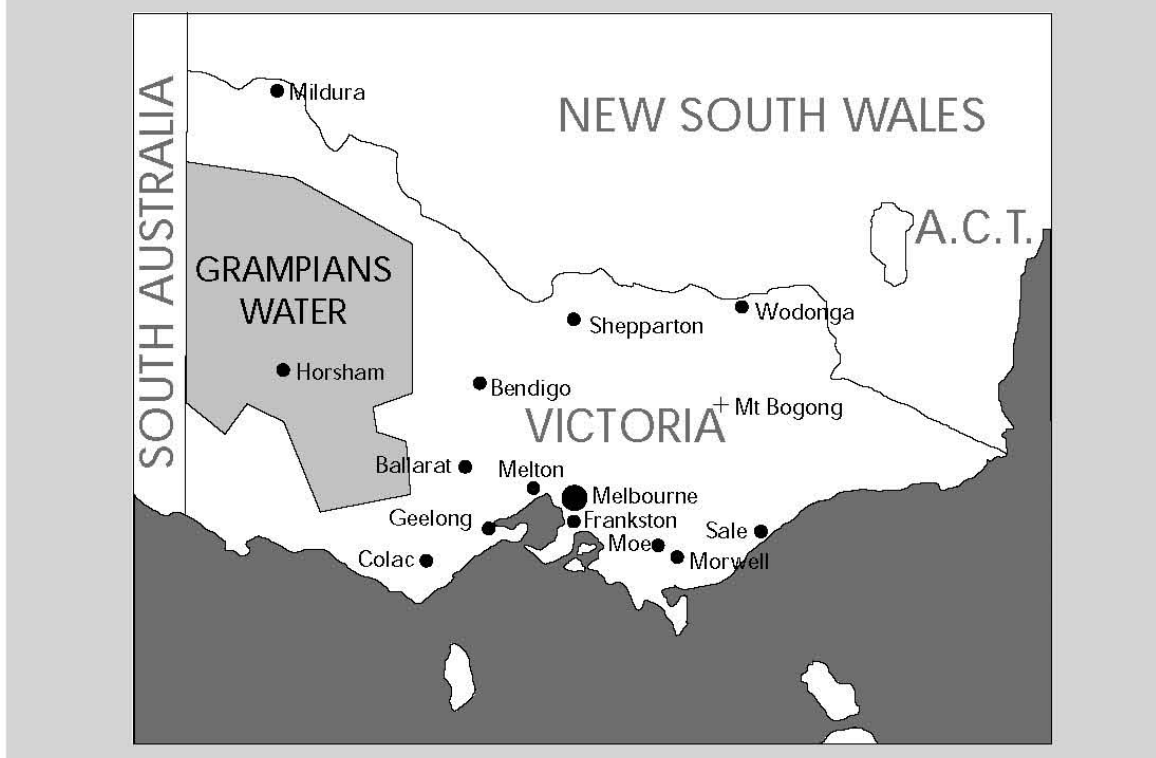 Mildura
NEW SOUTH WALES
SOUTH AUSTRALIA
A.C.T.
GRAMPIANS
WATER
Wodonga
Shepparton
Horsham
Bendigo
Mt Bogong
VICTORIA
Ballarat
Melton
Melbourne
Geelong
Frankston
Sale
Moe
Colac
Morwell